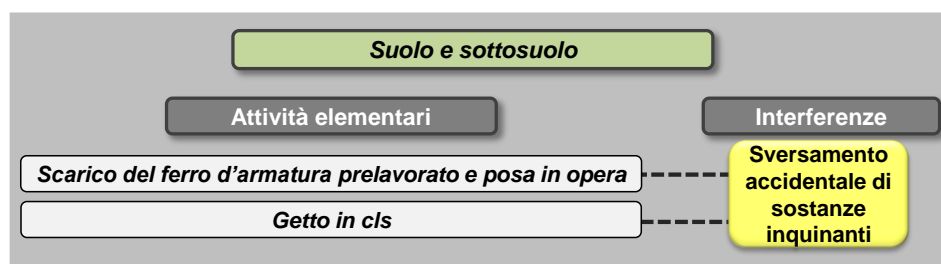 Suolo e sottosuolo
Attività elementari
Interferenze
Scarico del ferro d’armatura prelavorato e posa in opera
Getto in cls
Sversamento
accidentale di
sostanze
inquinanti